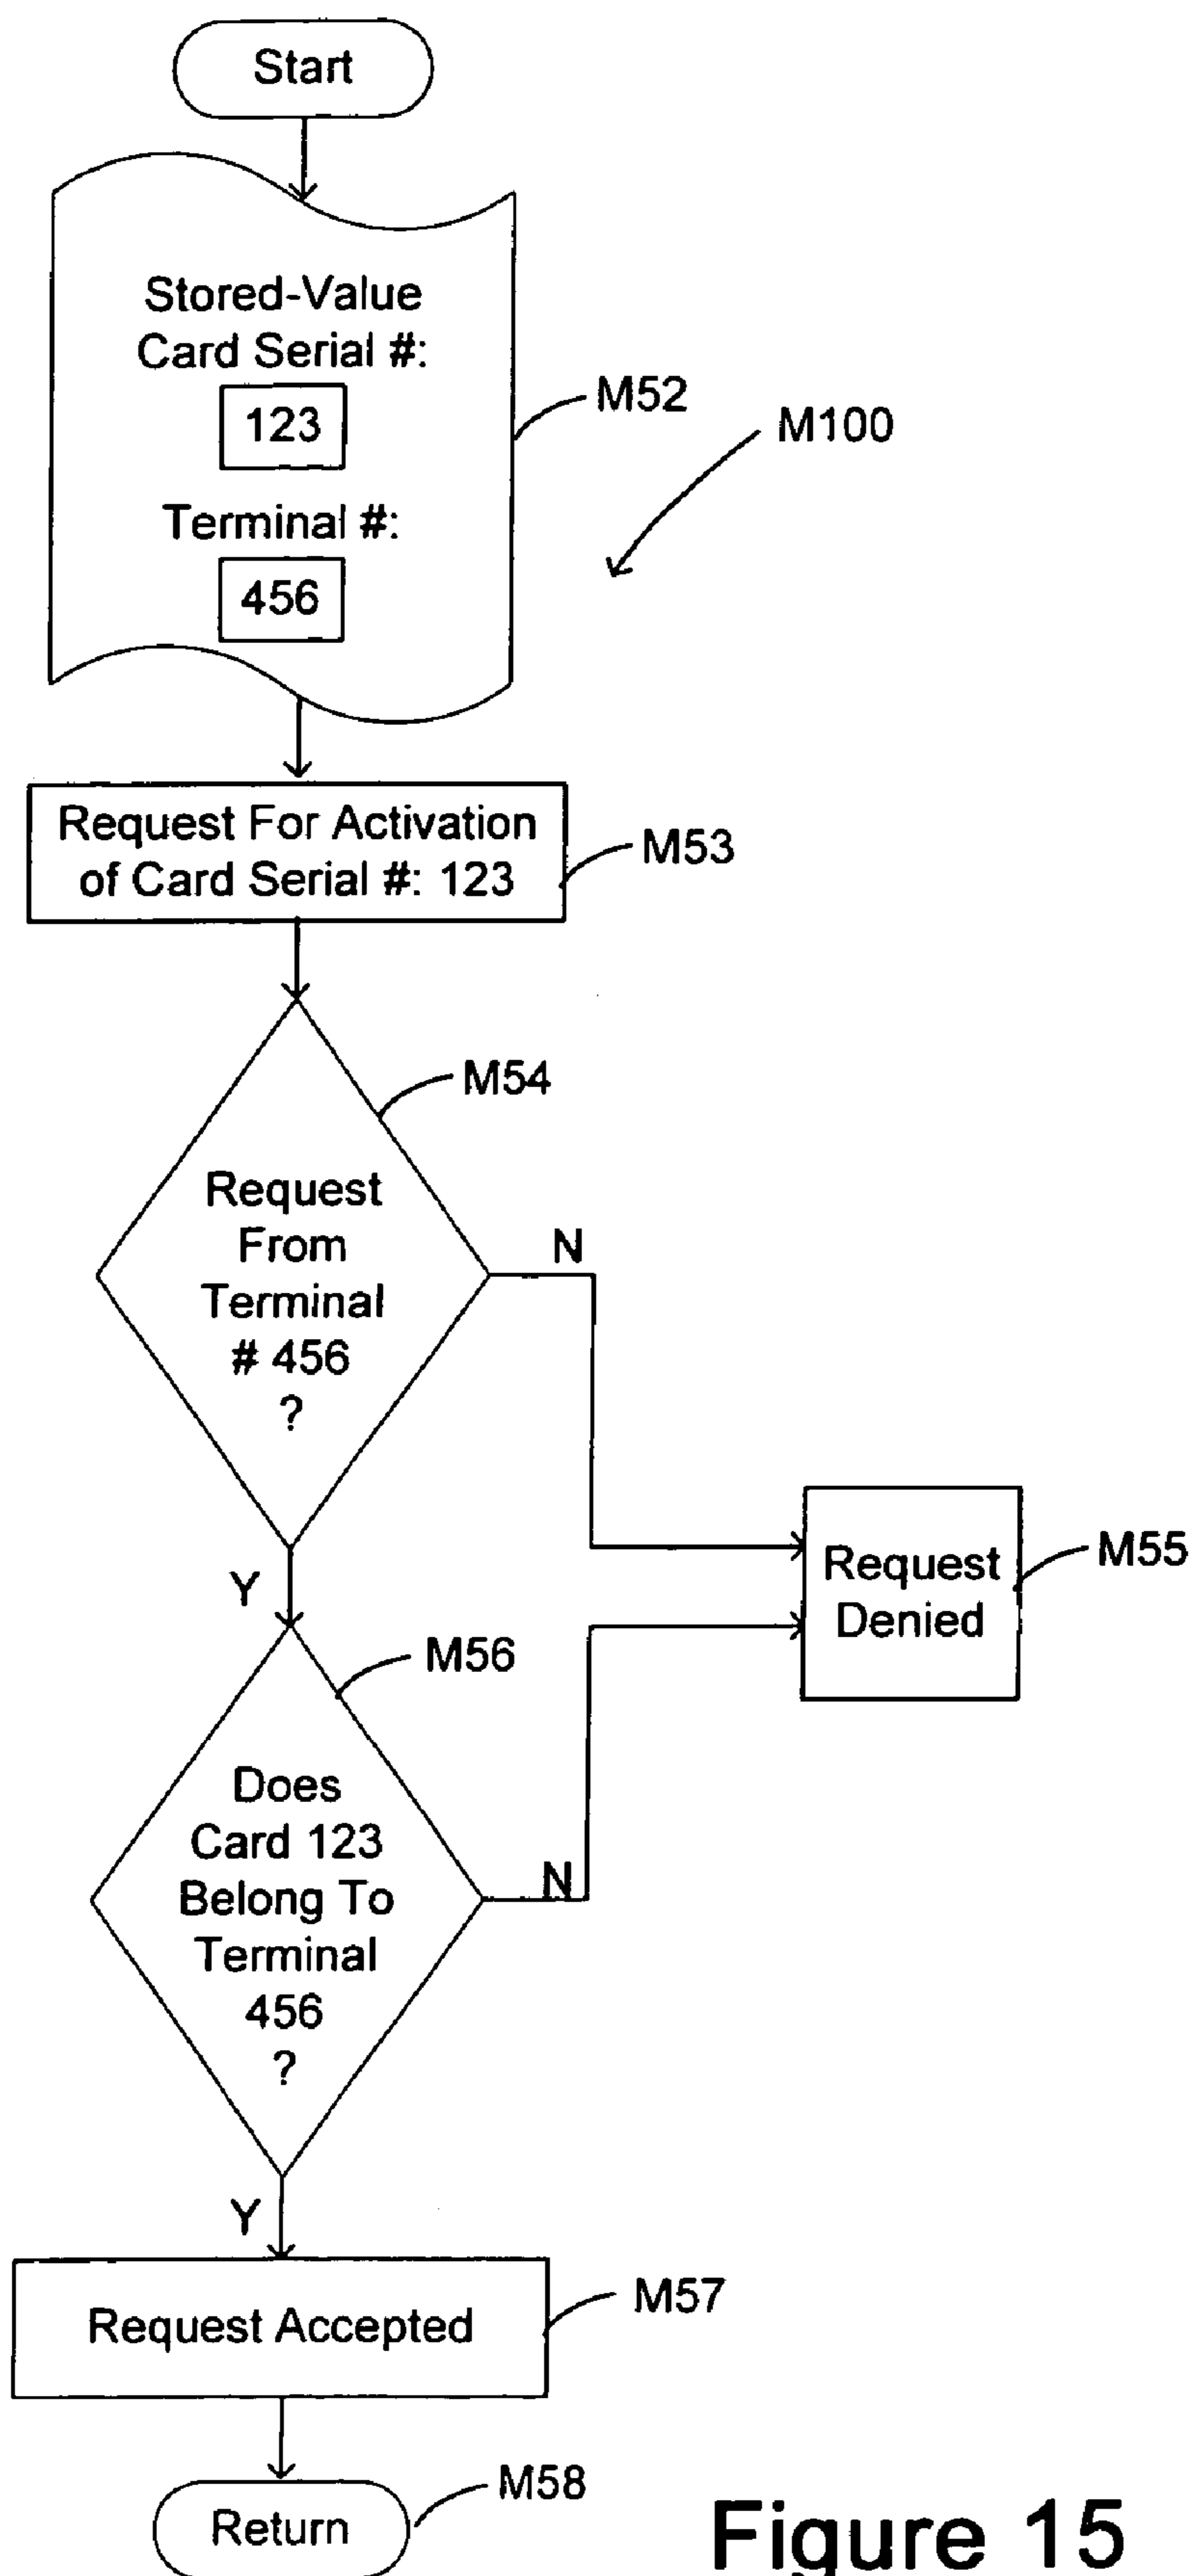 Start
Stored-Value
Card Serial #:
123
M52
M100
Terminal #:
456
Request For Activation
of Card Serial #: 123
M53
M54
Request
From
Terminal
# 456
?
N
Y
Request
Denied
M55
M56
Does
Card 123
Belong To
Terminal
456
?
N
Y
Request Accepted
M57
Return
M58
Figure 15